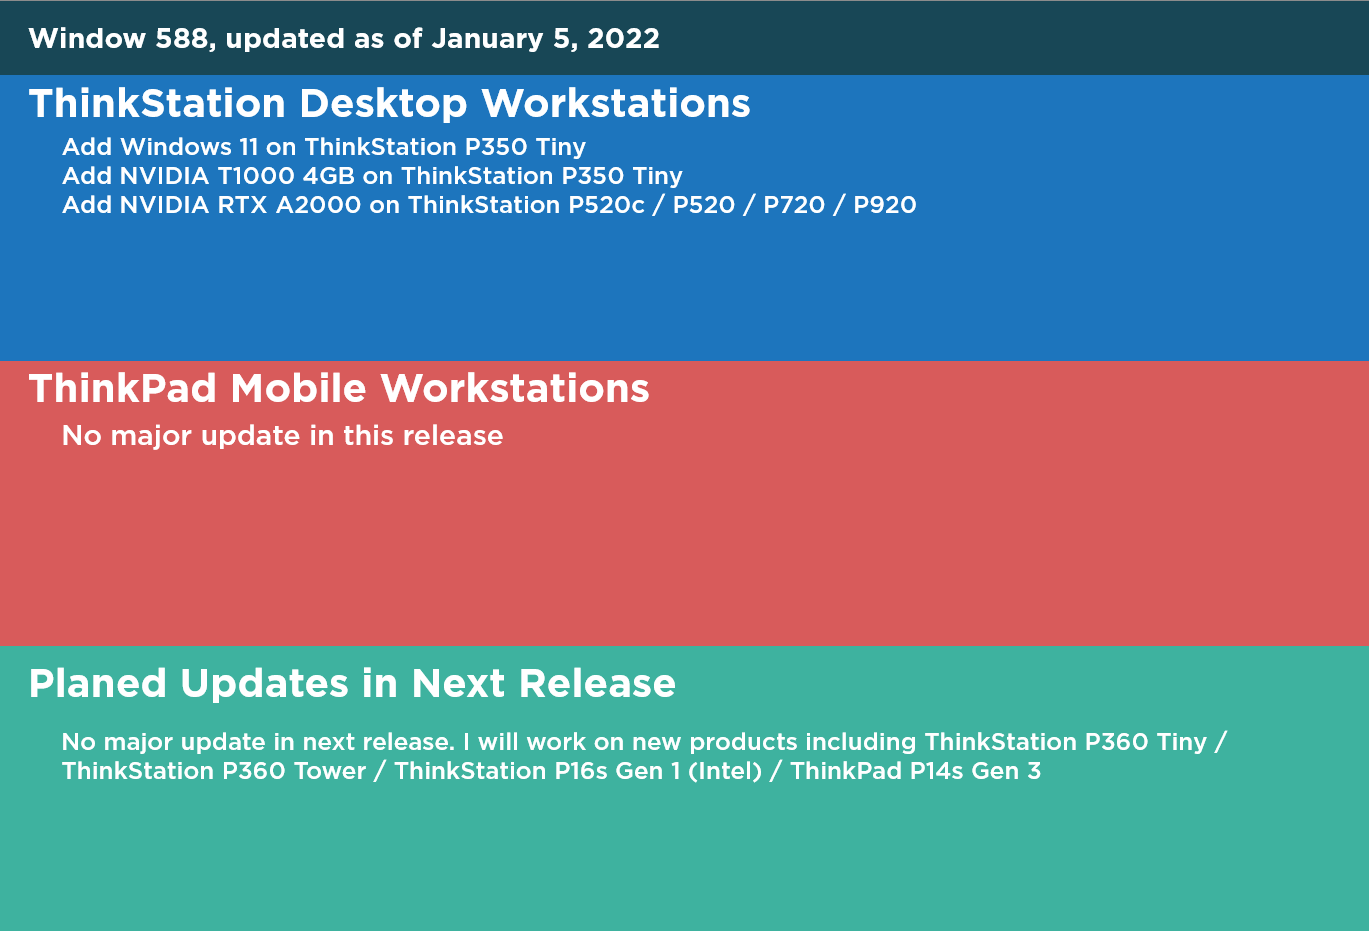 Window 588, updated as of January 5, 2022
ThinkStation Desktop Workstations
Add Windows 11 on ThinkStation P350 Tiny
Add NVIDIA T1000 4GB on ThinkStation P350 Tiny
Add NVIDIA RTX A2000 on ThinkStation P520c / P520 / P720 / P920
ThinkPad Mobile Workstations
No major update in this release
Planed Updates in Next Release
No major update in next release. I will work on new products including ThinkStation P360 Tiny /
ThinkStation P360 Tower / ThinkStation P16s Gen 1 (Intel) / ThinkPad P14s Gen 3